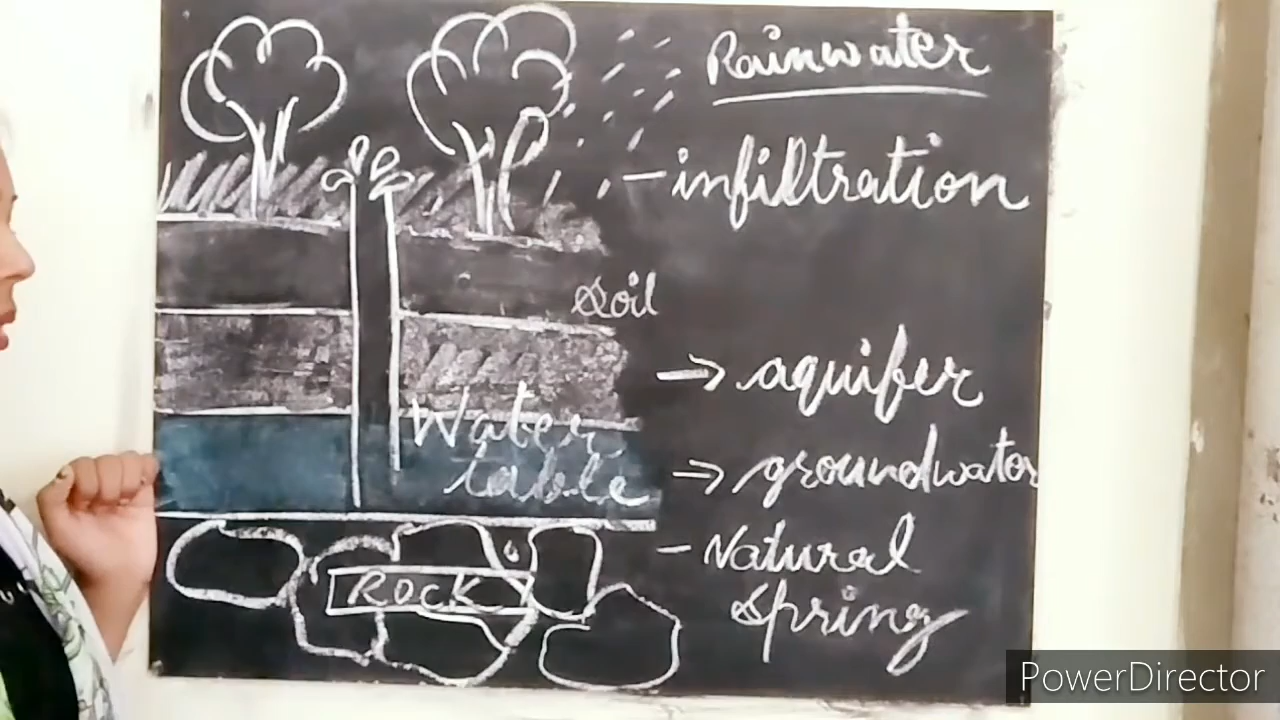 Rainwater
- infiltration
Soil
→ aquifer
Water
table
→ groundwater
- Natural
Spring
ROCK
PowerDirector